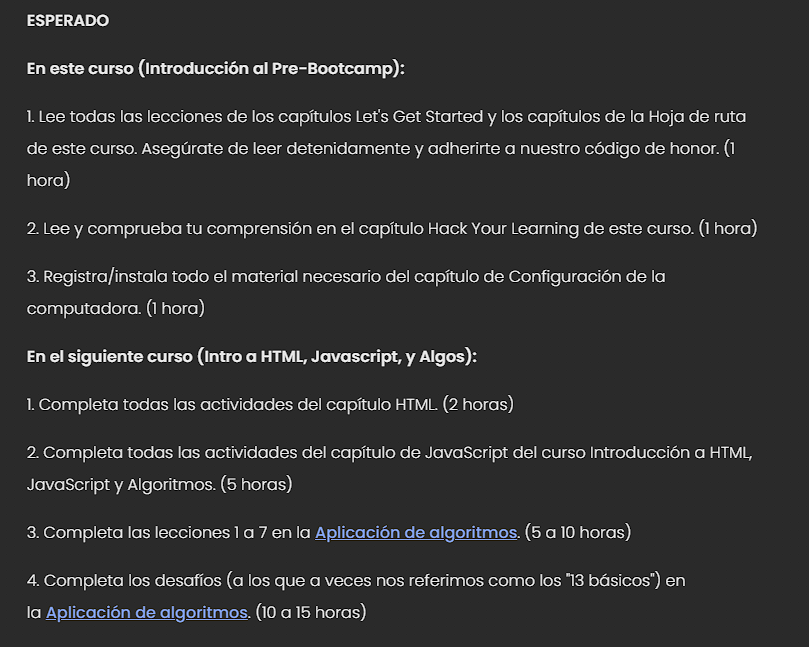 ESPERADO
En este curso (Introducción al Pre-Bootcamp):
1. Lee todas las lecciones de los capítulos Let's Get Started y los capítulos de la Hoja de ruta
de este curso. Asegúrate de leer detenidamente y adherirte a nuestro código de honor. (1
hora)
2. Lee y comprueba tu comprensión en el capítulo Hack Your Learning de este curso. (1 hora)
3. Registra/instala todo el material necesario del capítulo de Configuración de la
computadora. (1 hora)
En el siguiente curso (Intro a HTML, Javascript, y Algos):
1. Completa todas las actividades del capítulo HTML. (2 horas)
2. Completa todas las actividades del capítulo de JavaScript del curso Introducción a HTML,
JavaScript y Algoritmos. (5 horas)
3. Completa las lecciones 1 a 7 en la Aplicación de algoritmos. (5 a 10 horas)
4. Completa los desafíos (a los que a veces nos referimos como los "13 básicos") en
la Aplicación de algoritmos. (10 a 15 horas)